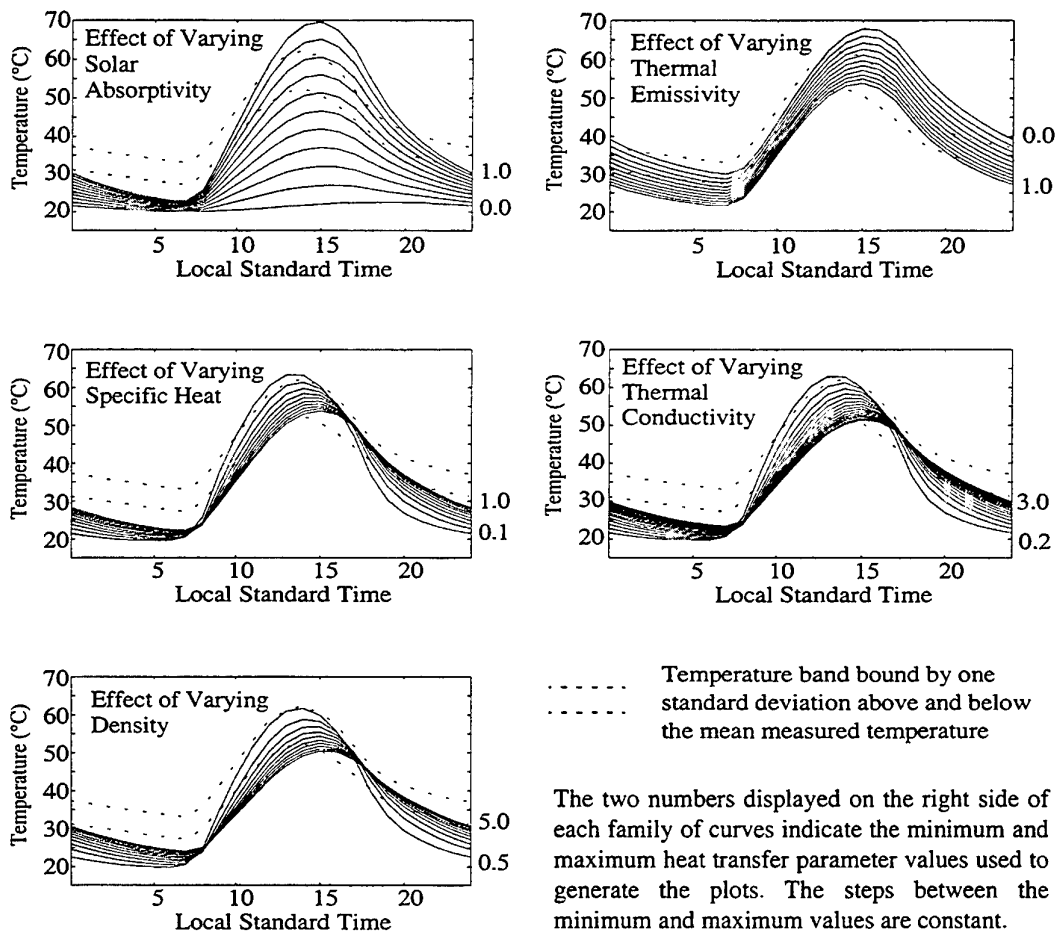 70
60
50
40
30
20
Temperature (°C)
Effect of Varying
Solar
Absorptivity
1.0
0.0
5 10 15 20
Local Standard Time
70
60
50
40
30
20
Temperature (°C)
Effect of Varying
Thermal
Emissivity
0.0
1.0
5 10 15 20
Local Standard Time
70
60
50
40
30
20
Temperature (°C)
Effect of Varying
Specific Heat
1.0
0.1
5 10 15 20
Local Standard Time
70
60
50
40
30
20
Temperature (°C)
Effect of Varying
Thermal
Conductivity
3.0
0.2
5 10 15 20
Local Standard Time
70
60
50
40
30
20
Temperature (°C)
Effect of Varying
Density
5.0
0.5
5 10 15 20
Local Standard Time
Temperature band bound by one
standard deviation above and below
the mean measured temperature
The two numbers displayed on the right side of
each family of curves indicate the minimum and
maximum heat transfer parameter values used to
generate the plots. The steps between the
minimum and maximum values are constant.